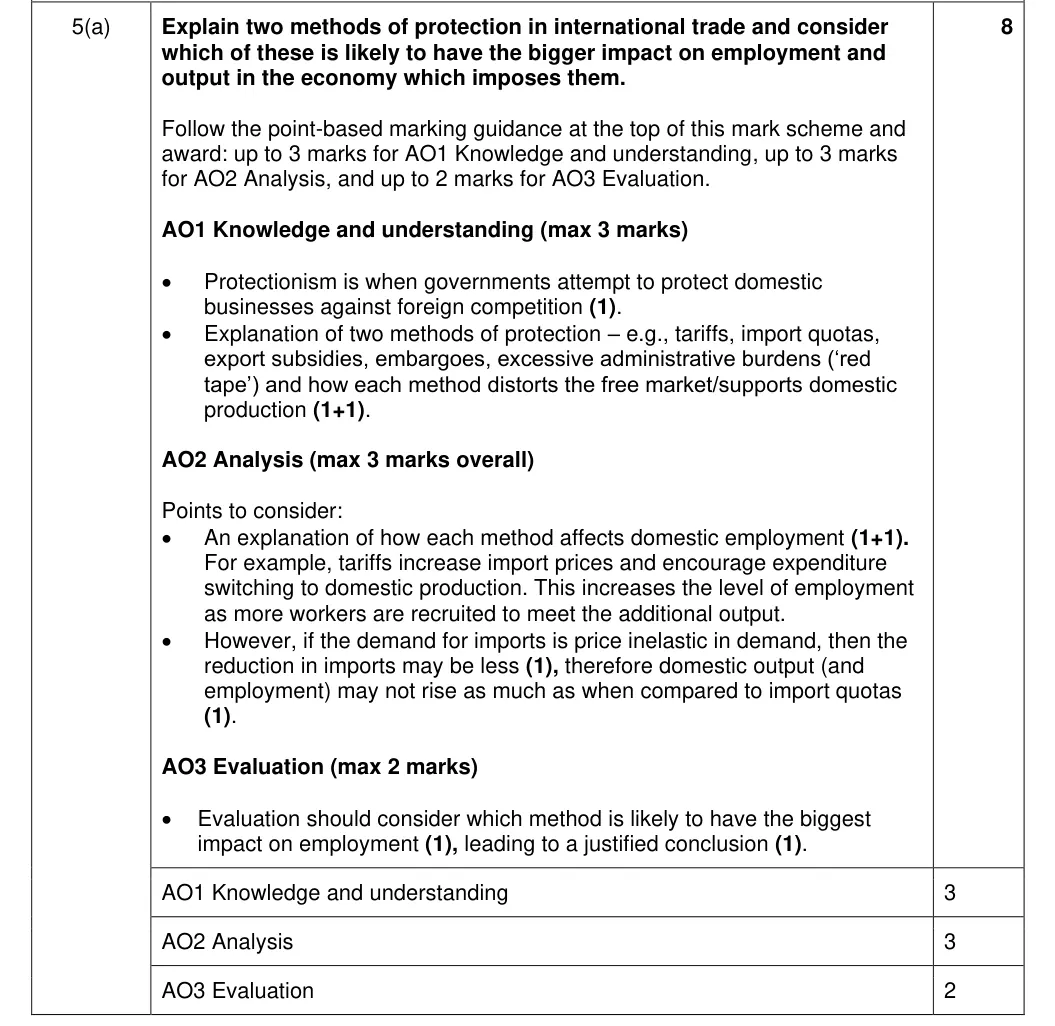 5(a)
Explain two methods of protection in international trade and consider
which of these is likely to have the bigger impact on employment and
output in the economy which imposes them.
8
Follow the point-based marking guidance at the top of this mark scheme and
award: up to 3 marks for AO1 Knowledge and understanding, up to 3 marks
for AO2 Analysis, and up to 2 marks for AO3 Evaluation.
AO1 Knowledge and understanding (max 3 marks)
• Protectionism is when governments attempt to protect domestic
businesses against foreign competition (1).
• Explanation of two methods of protection – e.g., tariffs, import quotas,
export subsidies, embargoes, excessive administrative burdens (‘red
tape’) and how each method distorts the free market/supports domestic
production (1+1).
AO2 Analysis (max 3 marks overall)
Points to consider:
• An explanation of how each method affects domestic employment (1+1).
For example, tariffs increase import prices and encourage expenditure
switching to domestic production. This increases the level of employment
as more workers are recruited to meet the additional output.
• However, if the demand for imports is price inelastic in demand, then the
reduction in imports may be less (1), therefore domestic output (and
employment) may not rise as much as when compared to import quotas
(1).
AO3 Evaluation (max 2 marks)
• Evaluation should consider which method is likely to have the biggest
impact on employment (1), leading to a justified conclusion (1).
AO1 Knowledge and understanding 3
AO2 Analysis 3
AO3 Evaluation 2